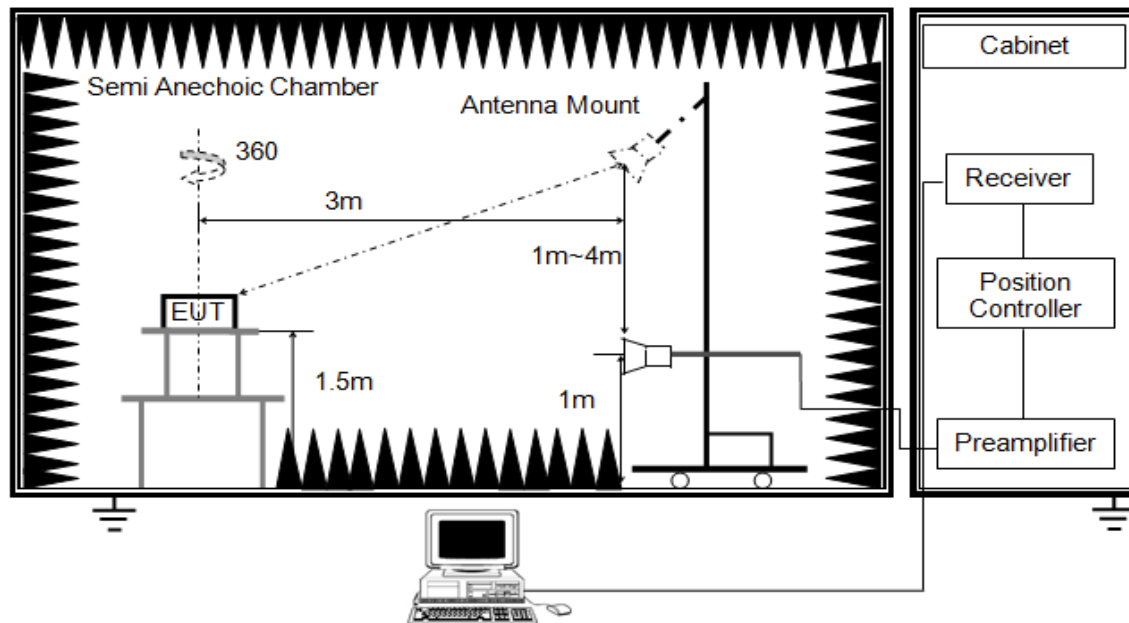 Semi Anechoic Chamber
Antenna Mount
360
3m
1m~4m
EUT
1.5m
1m
Cabinet
Receiver
Position
Controller
Preamplifier